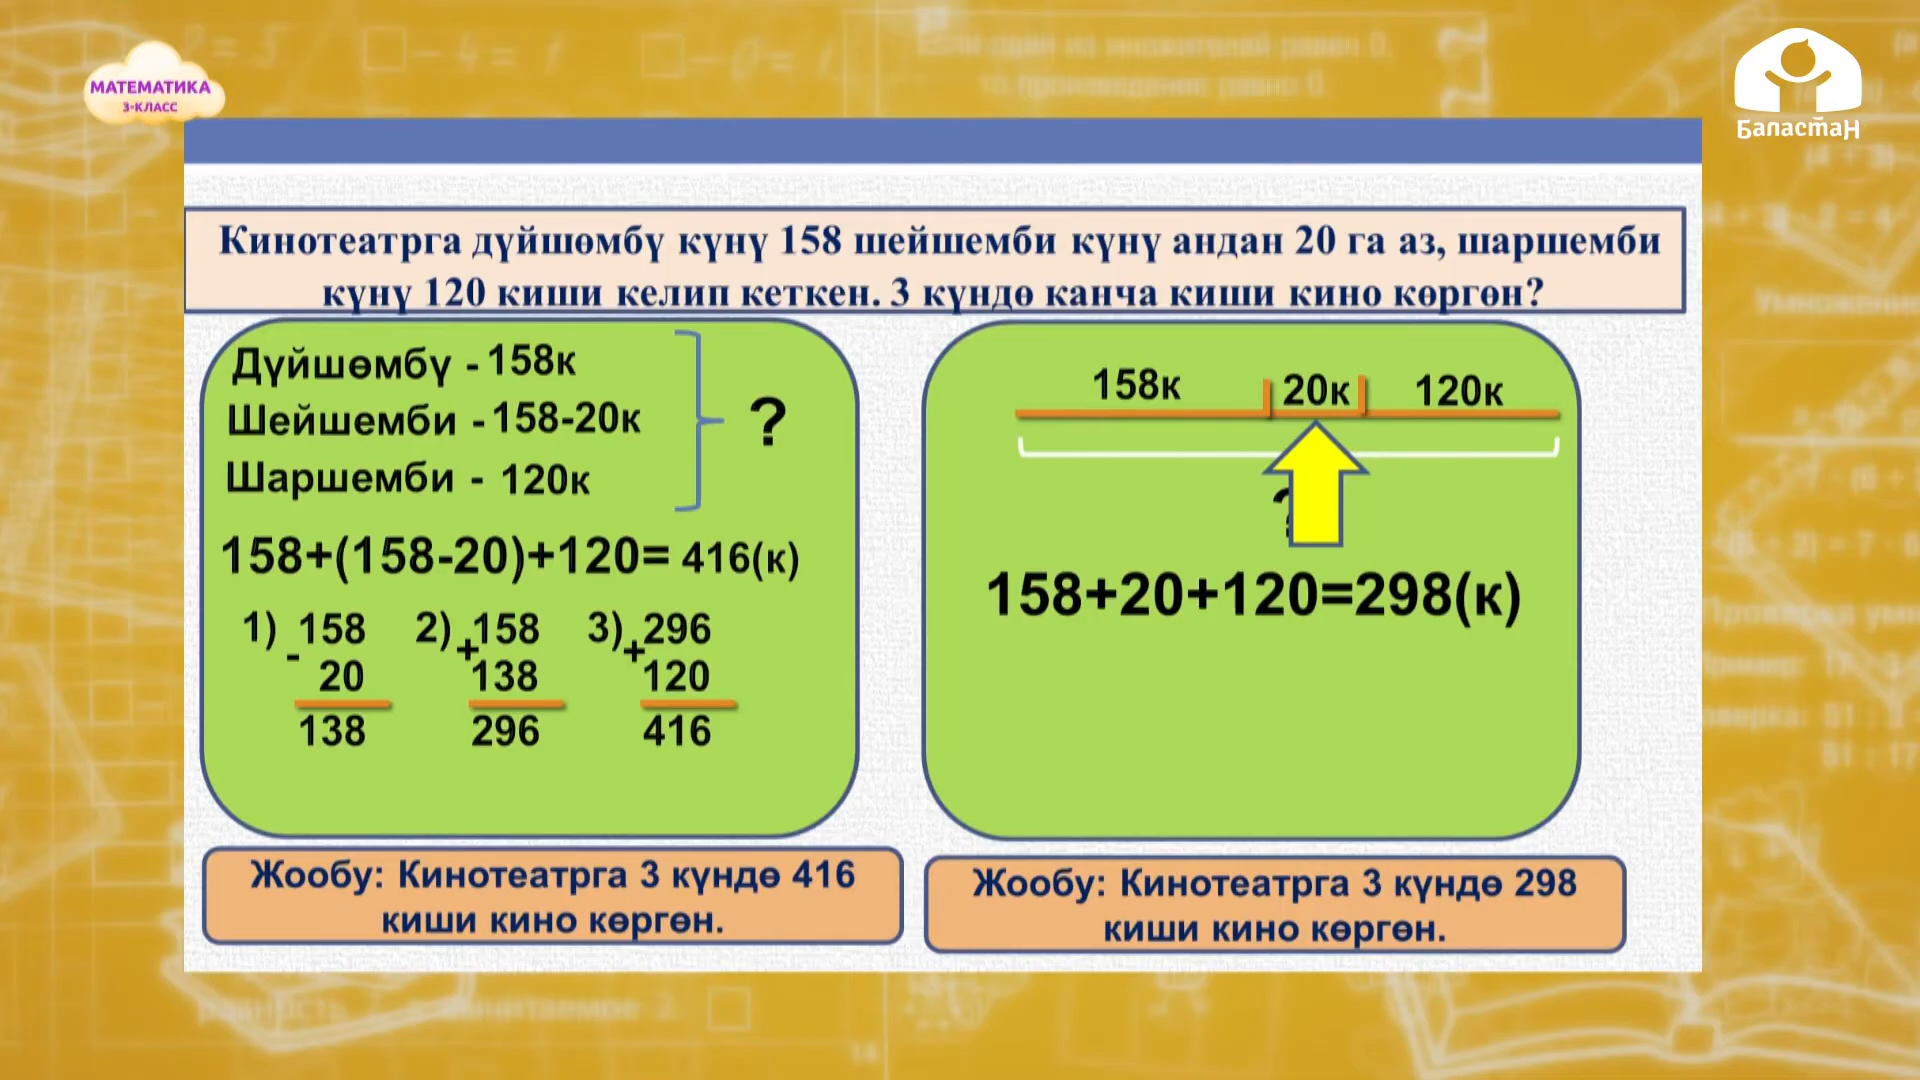 МАТЕМАТИКА
3-КЛАСС
БаластаН
Кинотеатрга дүйшөмбү күнү 158 шейшемби күнү андан 20 га аз, шаршемби
күнү 120 киши келип кеткен. 3 күндө канча киши кино көргөн?
Дүйшөмбү - 158к
Шейшемби - 158-20к
Шаршемби - 120к
?
158+(158-20)+120= 416(к)
1) 158 2) 158 3) 296
- + +
20 138 120
138 296 416
Жообу: Кинотеатрга 3 күндө 416
киши кино көргөн.
158к 20к 120к
?
158+20+120=298(к)
Жообу: Кинотеатрга 3 күндө 298
киши кино көргөн.